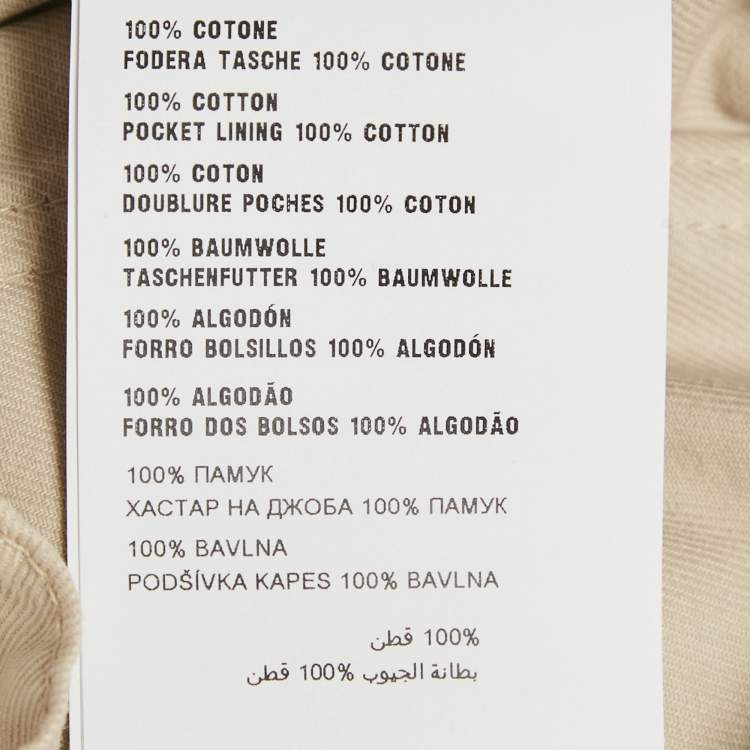 100% COTONE
FODERA TASCHE 100% COTONE
100% COTTON
POCKET LINING 100% COTTON
100% COTON
DOUBLURE POCHES 100% COTON
100% BAUMWOLLE
TASCHENFUTTER 100% BAUMWOLLE
100% ALGODÓN
FORRO BOLSILLOS 100% ALGODÓN
100% ALGODÃO
FORRO DOS BOLSOS 100% ALGODÃO
100% ПАМУК
ХАСТАР НА ДЖОБА 100% ПАМУК
100% BAVLNA
PODŠÍVKA KAPES 100% BAVLNA
100% قطن
بطانة الجيوب 100% قطن